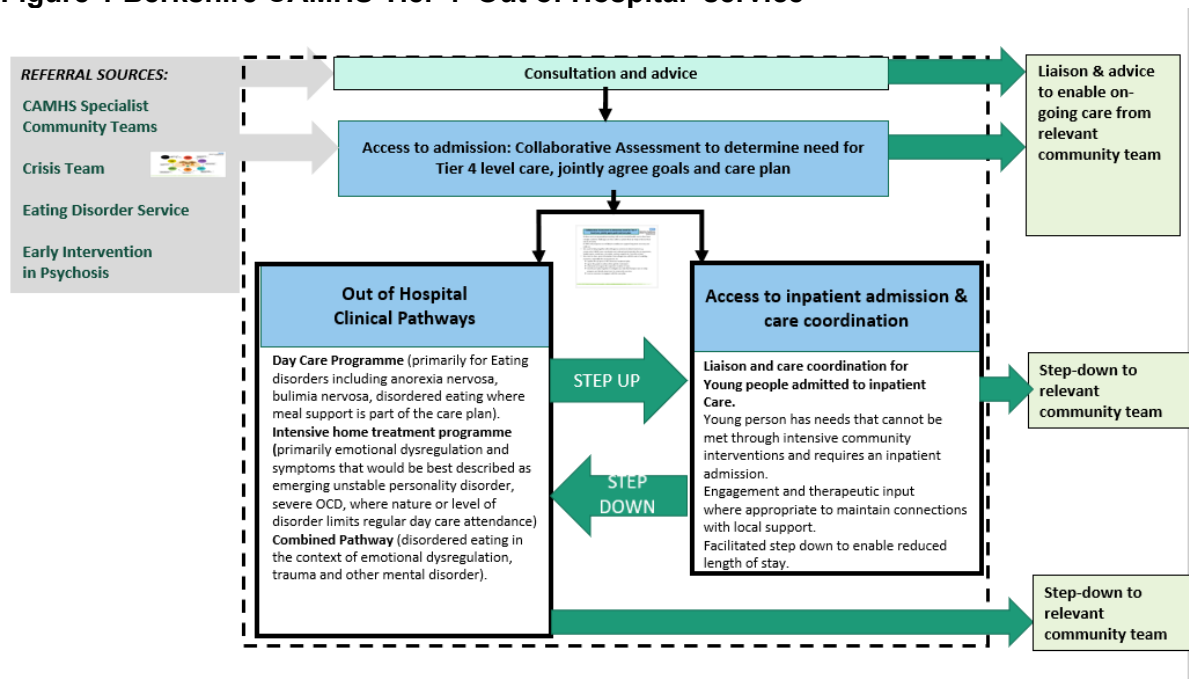 Figure 1 Berkshire CAMHS Tier 4 'Out of Hospital' service
REFERRAL SOURCES:
CAMHS Specialist
Community Teams
Crisis Team
Eating Disorder Service
Early Intervention
in Psychosis
Consultation and advice
Access to admission: Collaborative Assessment to determine need for
Tier 4 level care, jointly agree goals and care plan
Liaison & advice
to enable on-
going care from
relevant
community team
Out of Hospital
Clinical Pathways
Day Care Programme (primarily for Eating
disorders including anorexia nervosa,
bulimia nervosa, disordered eating where
meal support is part of the care plan).
Intensive home treatment programme
(primarily emotional dysregulation and
symptoms that would be best described as
emerging unstable personality disorder,
severe OCD, where nature or level of
disorder limits regular day care attendance)
Combined Pathway (disordered eating in
the context of emotional dysregulation,
trauma and other mental disorder).
STEP UP
STEP
DOWN
Access to inpatient admission &
care coordination
Liaison and care coordination for
Young people admitted to inpatient
Care.
Young person has needs that cannot be
met through intensive community
interventions and requires an inpatient
admission.
Engagement and therapeutic input
where appropriate to maintain connections
with local support.
Facilitated step down to enable reduced
length of stay.
Step-down to
relevant
community team
Step-down to
relevant
community team